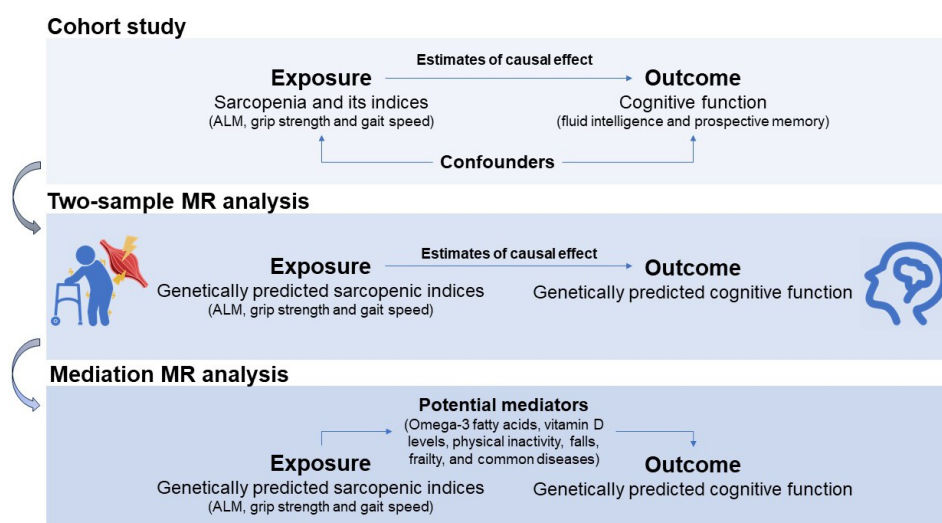 Cohort study
Estimates of causal effect
Exposure
Outcome
Sarcopenia and its indices
Cognitive function
(ALM, grip strength and gait speed)
(fluid intelligence and prospective memory)
Confounders
Two-sample MR analysis
Estimates of causal effect
Exposure
Outcome
Genetically predicted sarcopenic indices
Genetically predicted cognitive function
(ALM, grip strength and gait speed)
Mediation MR analysis
Potential mediators
(Omega-3 fatty acids, vitamin D
levels, physical inactivity, falls,
frailty, and common diseases)
Exposure
Outcome
Genetically predicted sarcopenic indices
Genetically predicted cognitive function
(ALM, grip strength and gait speed)